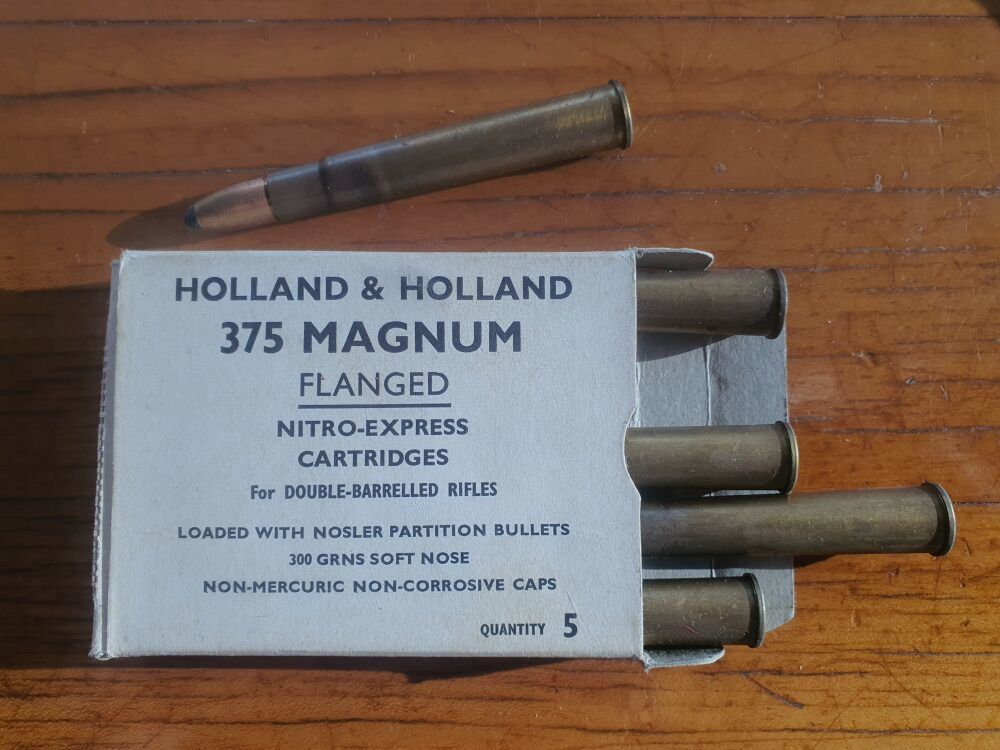 HOLLAND & HOLLAND
375 MAGNUM
FLANGED
NITRO-EXPRESS
CARTRIDGES
For DOUBLE-BARRELLED RIFLES
LOADED WITH NOSLER PARTITION BULLETS
300 GRNS SOFT NOSE
NON-MERCURIC NON-CORROSIVE CAPS
QUANTITY 5